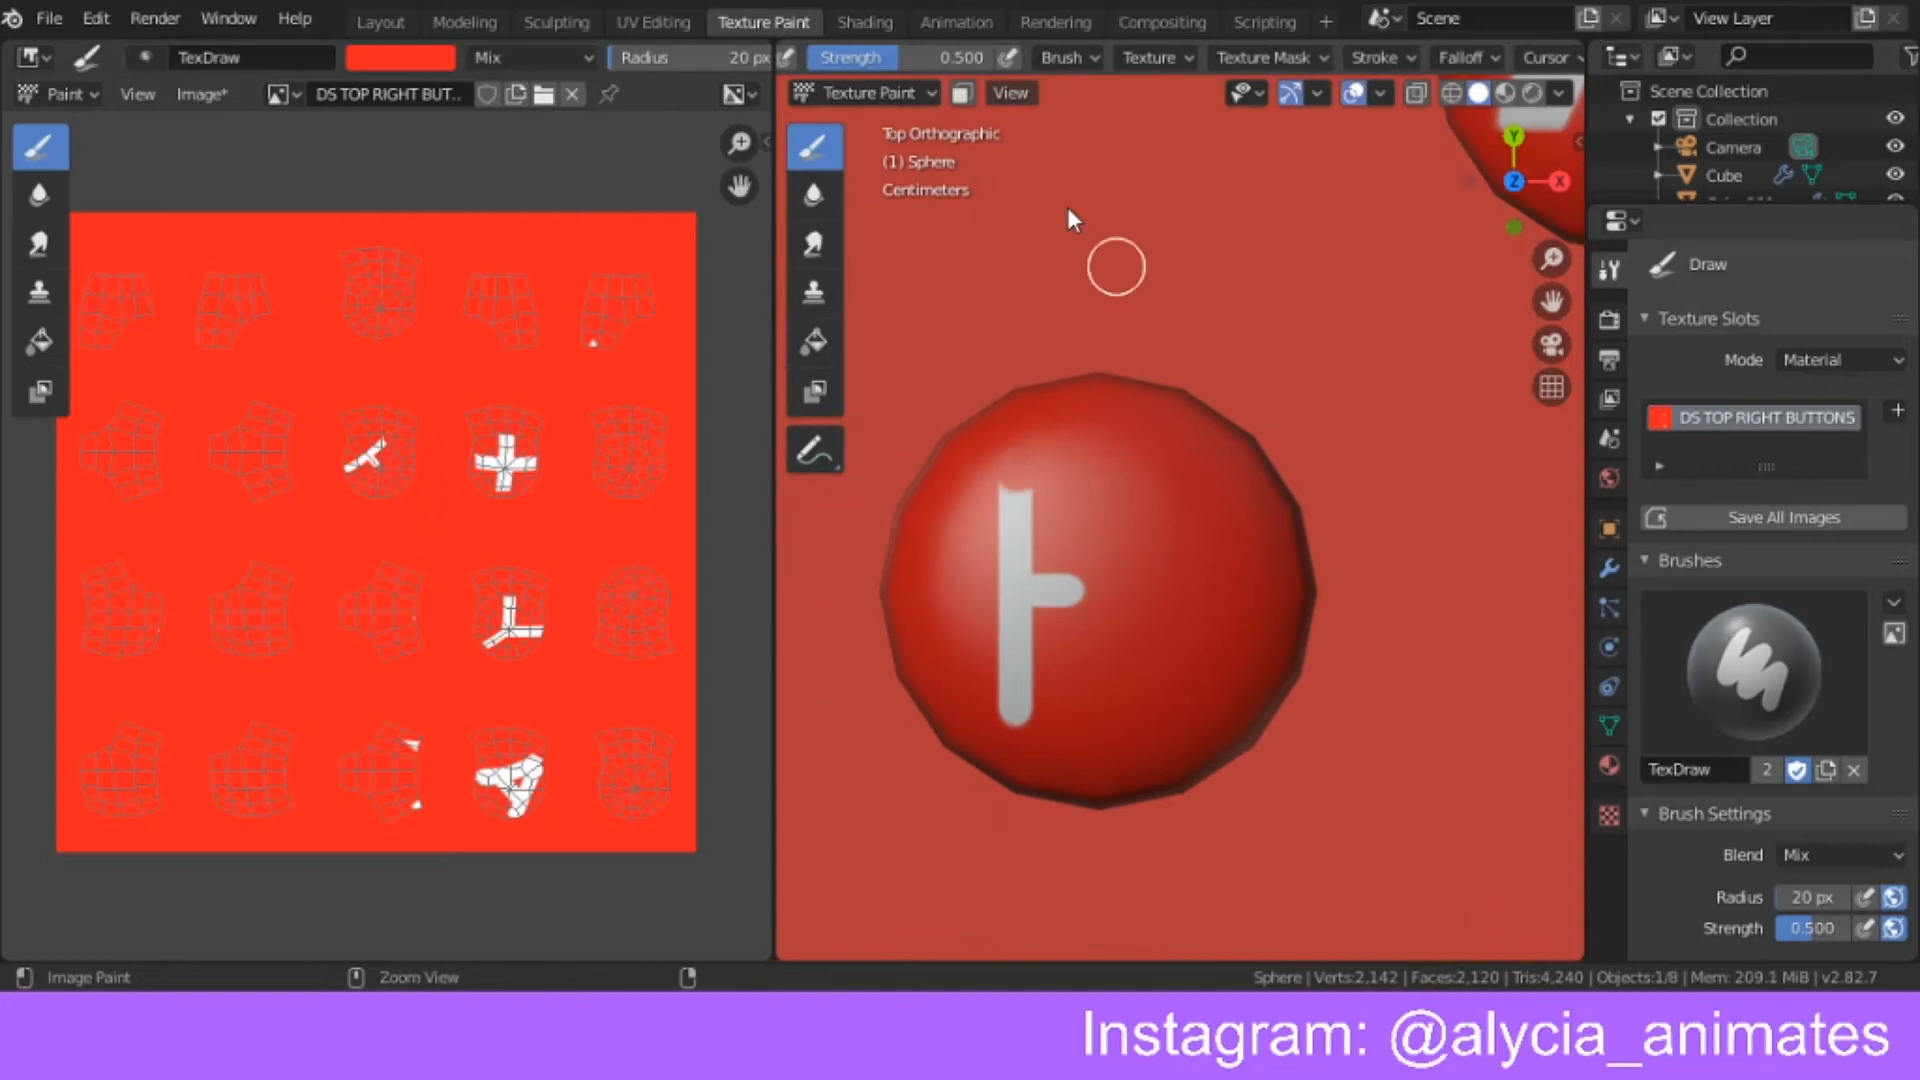 File Edit Render Window Help Layout Modeling Sculpting UV Editing Texture Paint Shading Animation Rendering Compositing Scripting + Scene View Layer
TexDraw Mix Radius 20 px Strength 0.500 Brush Texture Texture Mask Stroke Falloff Cursor
Paint View Image* DS TOP RIGHT BUT.. Texture Paint View
Scene Collection
Collection
Camera
Cube
Top Orthographic
(1) Sphere
Centimeters
Y
Z
X
Draw
Texture Slots
Mode Material
DS TOP RIGHT BUTTONS
Save All Images
Brushes
TexDraw 2
Brush Settings
Blend Mix
Radius 20 px
Strength 0.500
Image Paint Zoom View Sphere | Verts:2,142 | Faces:2,120 | Tris:4,240 | Objects:1/8 | Mem: 209.1 MiB | v2.82.7
Instagram: @alycia_animates